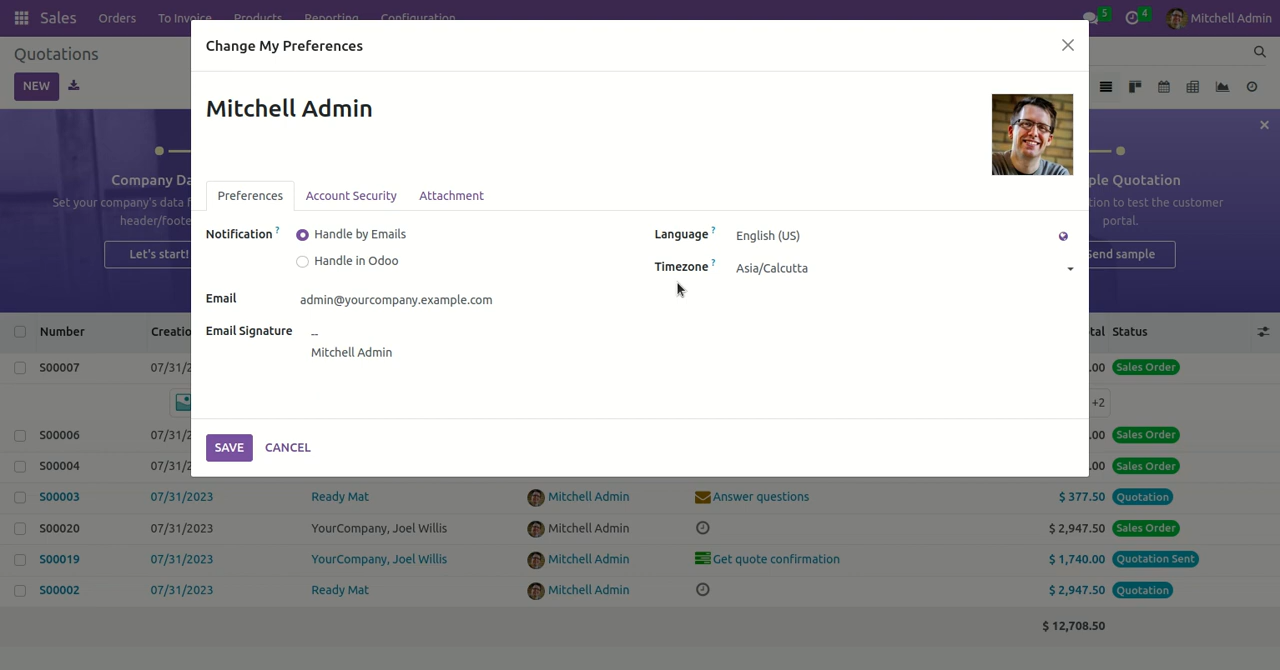 Sales Orders To Invoice Products Reporting Configuration 5 4 Mitchell Admin
Quotations
NEW
Change My Preferences
Mitchell Admin
Preferences Account Security Attachment
Notification ? Handle by Emails
Handle in Odoo
Email admin@yourcompany.example.com
Email Signature --
Mitchell Admin
Language ? English (US)
Timezone ? Asia/Calcutta
SAVE CANCEL
Company Da
Set your company's data f
header/foote
Let's start!
ple Quotation
tion to test the customer
portal.
end sample
Number Creatio tal Status
S00007 07/31/2 .00 Sales Order
+2
S00006 07/31/2 .00 Sales Order
S00004 07/31/2 .00 Sales Order
S00003 07/31/2023 Ready Mat Mitchell Admin Answer questions $ 377.50 Quotation
S00020 07/31/2023 YourCompany, Joel Willis Mitchell Admin $ 2,947.50 Sales Order
S00019 07/31/2023 YourCompany, Joel Willis Mitchell Admin Get quote confirmation $ 1,740.00 Quotation Sent
S00002 07/31/2023 Ready Mat Mitchell Admin $ 2,947.50 Quotation
$ 12,708.50